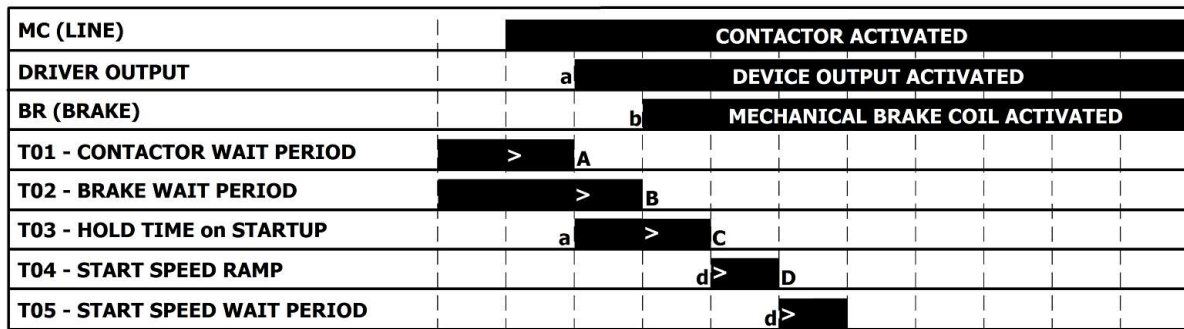 MC (LINE) CONTACTOR ACTIVATED
DRIVER OUTPUT a DEVICE OUTPUT ACTIVATED
BR (BRAKE) b MECHANICAL BRAKE COIL ACTIVATED
T01 - CONTACTOR WAIT PERIOD > A
T02 - BRAKE WAIT PERIOD > B
T03 - HOLD TIME on STARTUP a > C
T04 - START SPEED RAMP d > D
T05 - START SPEED WAIT PERIOD d >